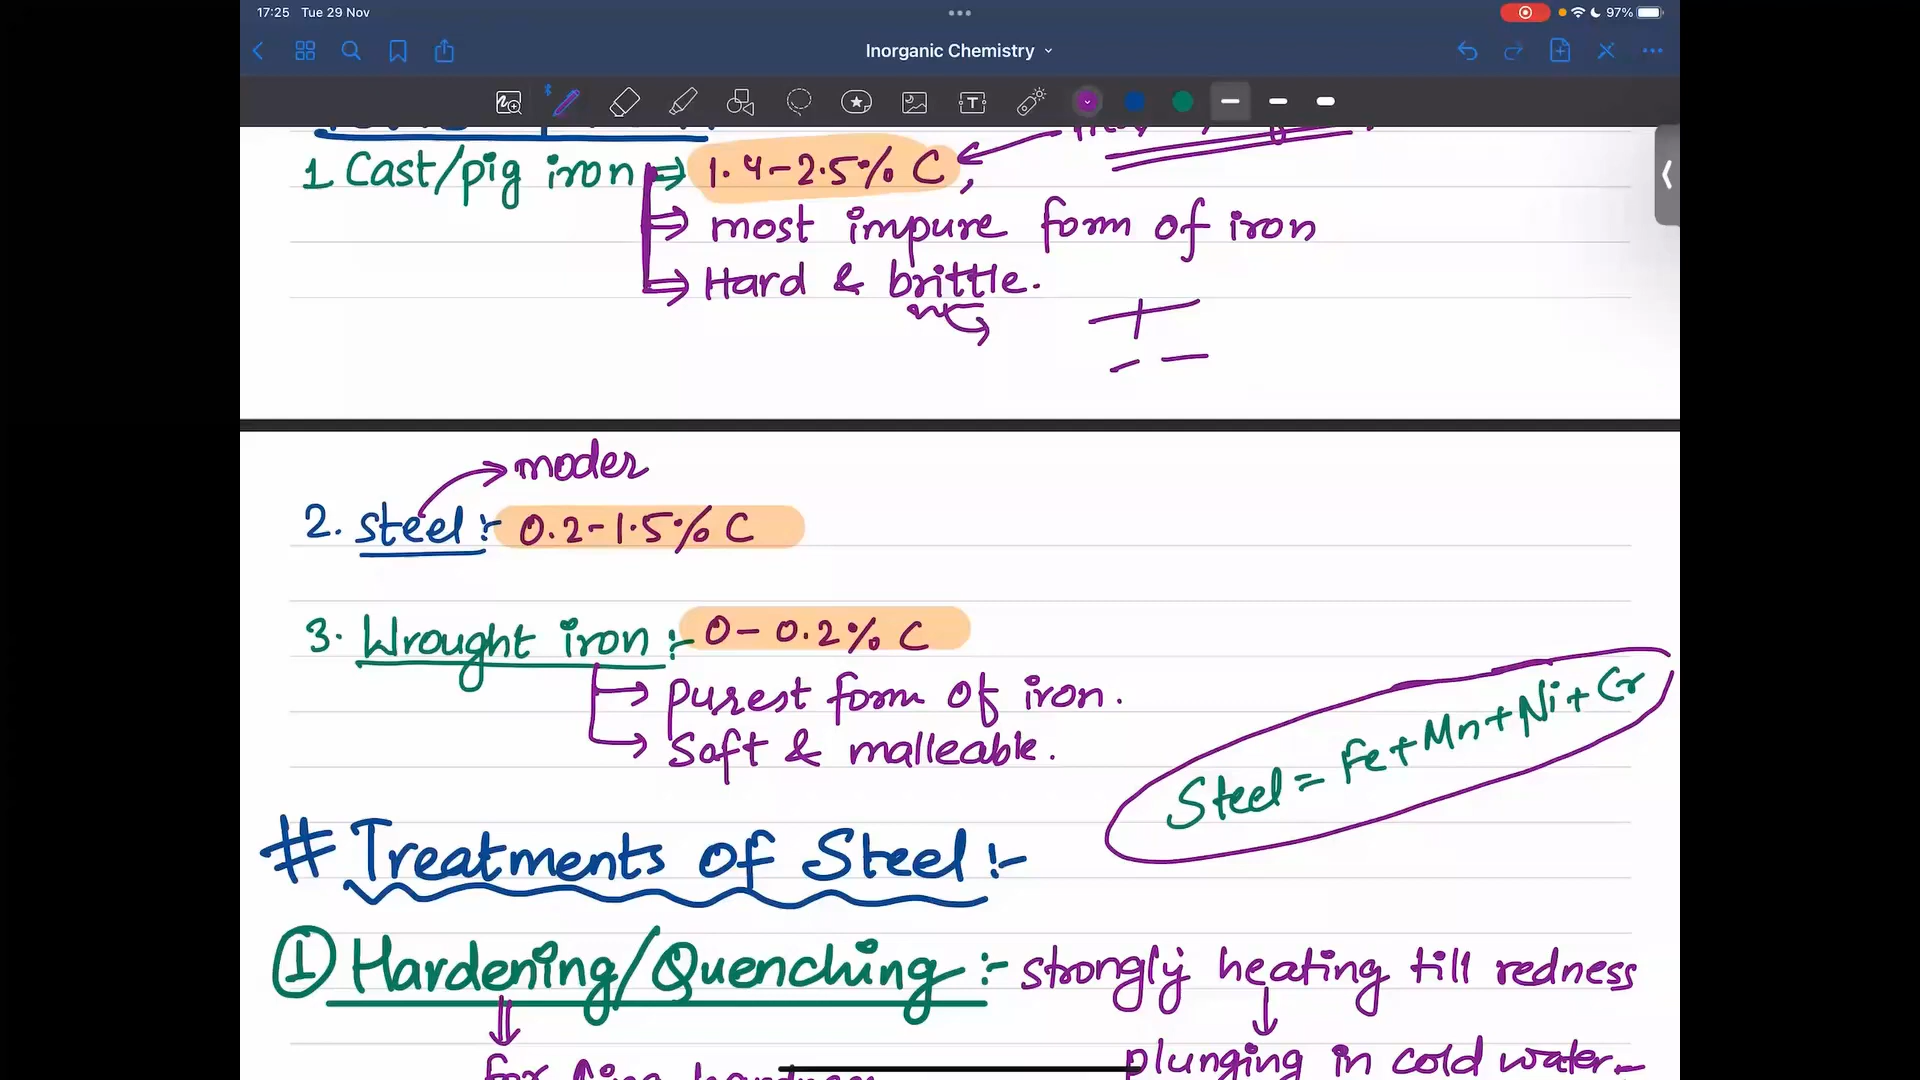 17:25 Tue 29 Nov
97%
Inorganic Chemistry
1. Cast/pig iron ⇒ 1.4-2.5% C,
⇒ most impure form of iron
⇒ Hard & brittle.
→ moder
2. Steel :- 0.2-1.5% C
3. Wrought iron :- 0-0.2% C
→ purest form of iron.
→ Soft & malleable.
Steel = Fe+Mn+Ni+Cr
# Treatments of Steel :-
① Hardening/Quenching :- strongly heating till redness
plunging in cold water
for hardness